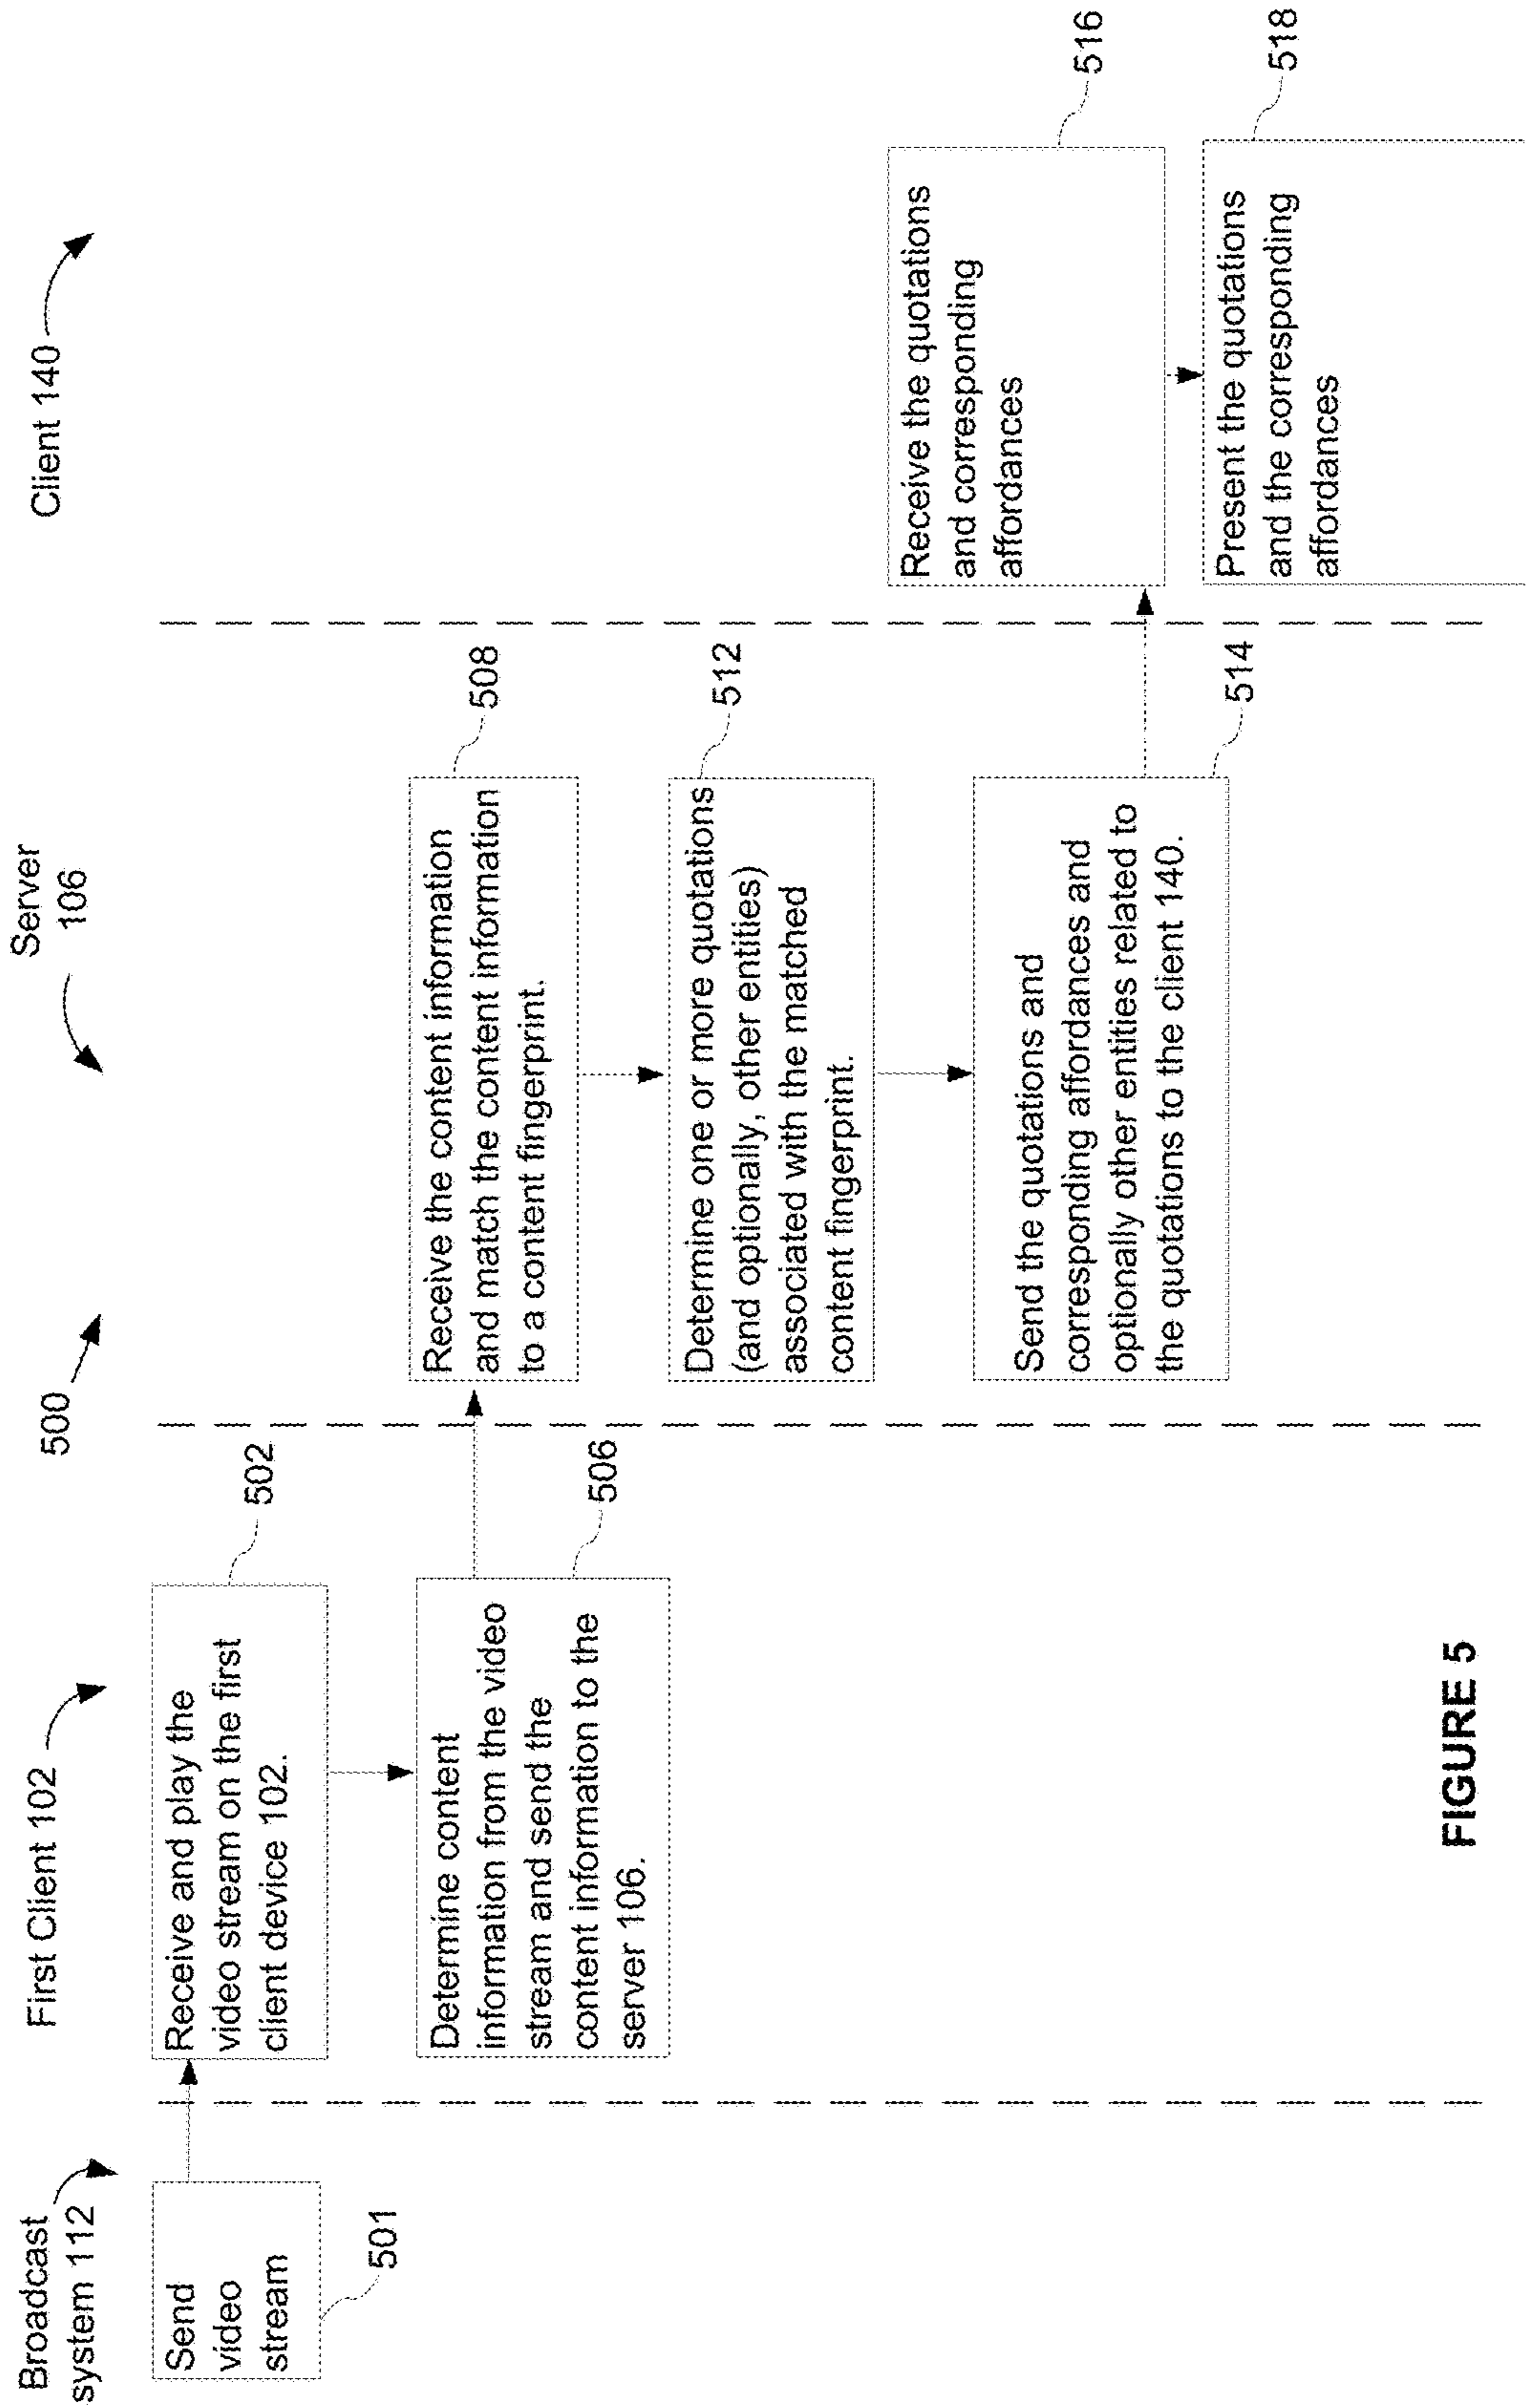 Broadcast
system 112
First Client 102
500
Server
106
Client 140
Send
video
stream
501
Receive and play the
video stream on the first
client device 102.
502
Determine content
information from the video
stream and send the
content information to the
server 106.
506
Receive the content information
and match the content information
to a content fingerprint.
508
Determine one or more quotations
(and optionally, other entities)
associated with the matched
content fingerprint.
512
Send the quotations and
corresponding affordances and
optionally other entities related to
the quotations to the client 140.
514
Receive the quotations
and corresponding
affordances
516
Present the quotations
and the corresponding
affordances
518
FIGURE 5